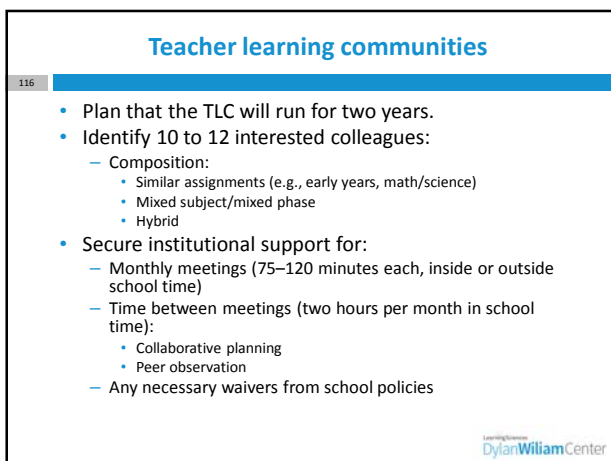 Teacher learning communities
116
• Plan that the TLC will run for two years.
• Identify 10 to 12 interested colleagues:
– Composition:
• Similar assignments (e.g., early years, math/science)
• Mixed subject/mixed phase
• Hybrid
• Secure institutional support for:
– Monthly meetings (75–120 minutes each, inside or outside
school time)
– Time between meetings (two hours per month in school
time):
• Collaborative planning
• Peer observation
– Any necessary waivers from school policies
LearningSciences
DylanWiliamCenter